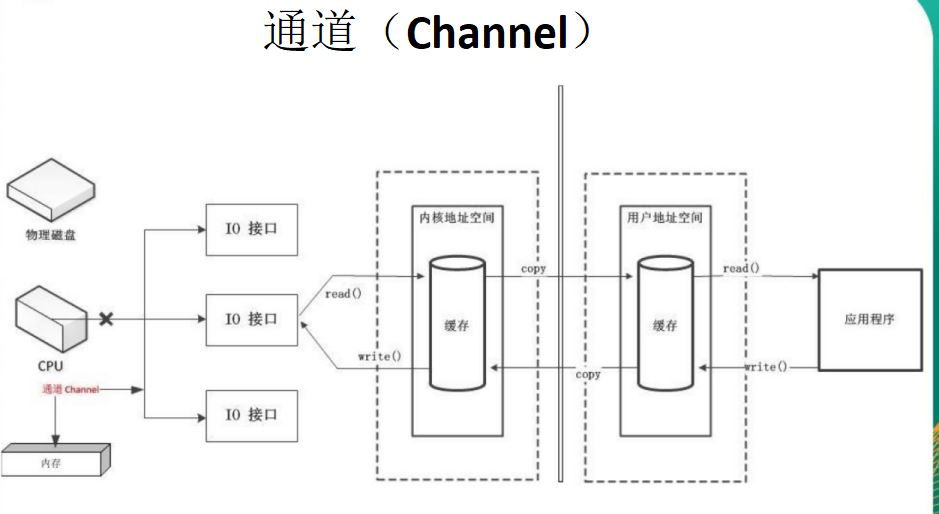 通道（Channel）
物理磁盘
CPU
通道 Channel
内存
IO 接口
IO 接口
IO 接口
read()
write()
内核地址空间
缓存
copy
copy
用户地址空间
缓存
read()
write()
应用程序